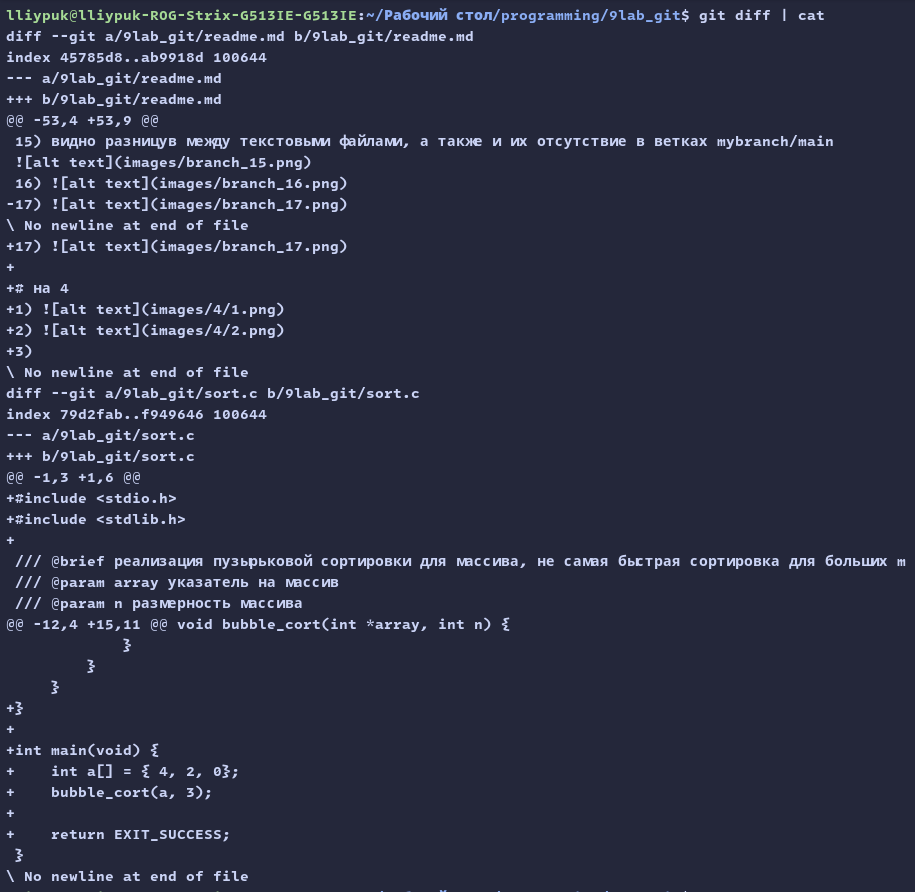 lliypuk@lliypuk-ROG-Strix-G513IE-G513IE:~/Рабочий стол/programming/9lab_git$ git diff | cat
diff --git a/9lab_git/readme.md b/9lab_git/readme.md
index 45785d8..ab9918d 100644
--- a/9lab_git/readme.md
+++ b/9lab_git/readme.md
@@ -53,4 +53,9 @@
 15) видно разницув между текстовыми файлами, а также и их отсутствие в ветках mybranch/main
 ![alt text](images/branch_15.png)
 16) ![alt text](images/branch_16.png)
-17) ![alt text](images/branch_17.png)
\ No newline at end of file
+17) ![alt text](images/branch_17.png)
+
+# на 4
+1) ![alt text](images/4/1.png)
+2) ![alt text](images/4/2.png)
+3)
\ No newline at end of file
diff --git a/9lab_git/sort.c b/9lab_git/sort.c
index 79d2fab..f949646 100644
--- a/9lab_git/sort.c
+++ b/9lab_git/sort.c
@@ -1,3 +1,6 @@
+#include <stdio.h>
+#include <stdlib.h>
+
 /// @brief реализация пузырьковой сортировки для массива, не самая быстрая сортировка для больших м
 /// @param array указатель на массив
 /// @param n размерность массива
@@ -12,4 +15,11 @@ void bubble_cort(int *array, int n) {
             }
         }
     }
+}
+
+int main(void) {
+    int a[] = { 4, 2, 0};
+    bubble_cort(a, 3);
+
+    return EXIT_SUCCESS;
 }
\ No newline at end of file